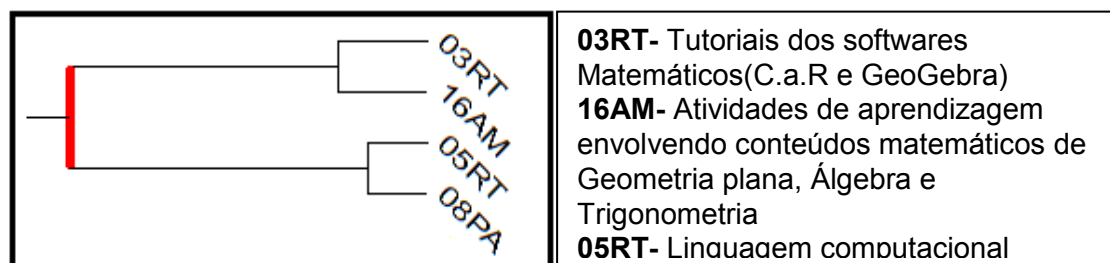 03RT
16AM
05RT
08PA
03RT- Tutoriais dos softwares
Matemáticos(C.a.R e GeoGebra)
16AM- Atividades de aprendizagem
envolvendo conteúdos matemáticos de
Geometria plana, Álgebra e
Trigonometria
05RT- Linguagem computacional